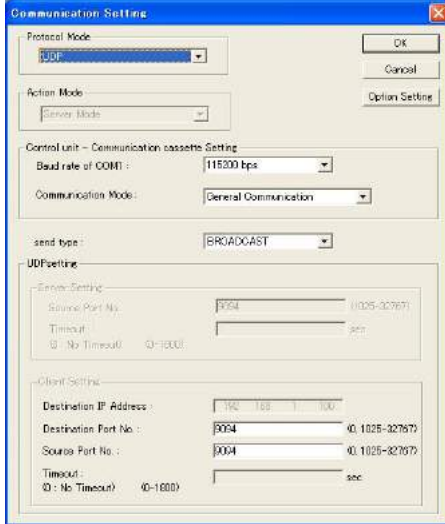 Communication Setting
Protocol Mode
UDP
OK
Cancel
Action Mode
Option Setting
Server Mode
Control unit - Communication cassette Setting
Baud rate of COM1 :
115200 bps
Communication Mode :
General Communication
send type :
BROADCAST
UDPsetting
Server Setting
Source Port No. 9094 (1025-32767)
Timeout sec
(0 : No Timeout) (0-1800)
Client Setting
Destination IP Address : 192 168 1 100
Destination Port No. : 9094 (0, 1025-32767)
Source Port No. : 9094 (0, 1025-32767)
Timeout : sec
(0 : No Timeout) (0-1800)